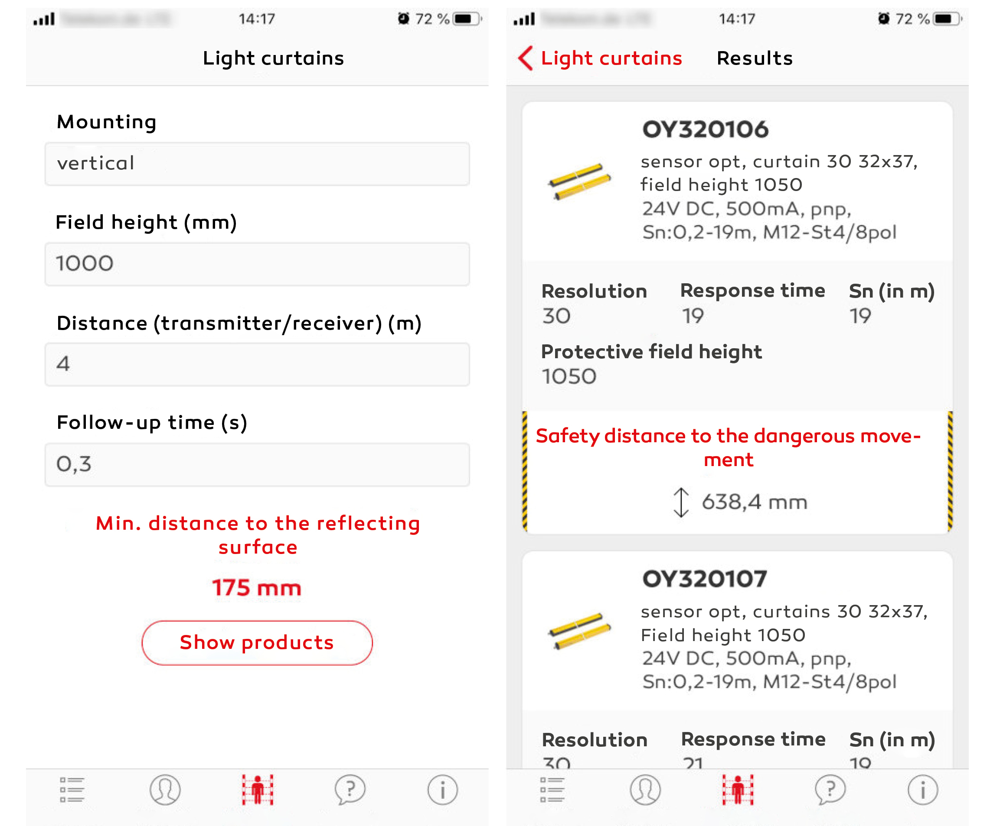 14:17
72 %
Light curtains
Mounting
vertical
Field height (mm)
1000
Distance (transmitter/receiver) (m)
4
Follow-up time (s)
0,3
Min. distance to the reflecting
surface
175 mm
Show products
14:17
72 %
Light curtains Results
OY320106
sensor opt, curtain 30 32x37,
field height 1050
24V DC, 500mA, pnp,
Sn:0,2-19m, M12-St4/8pol
Resolution Response time Sn (in m)
30 19 19
Protective field height
1050
Safety distance to the dangerous move-
ment
638,4 mm
OY320107
sensor opt, curtains 30 32x37,
Field height 1050
24V DC, 500mA, pnp,
Sn:0,2-19m, M12-St4/8pol
Resolution Response time Sn (in m)
30 21 19